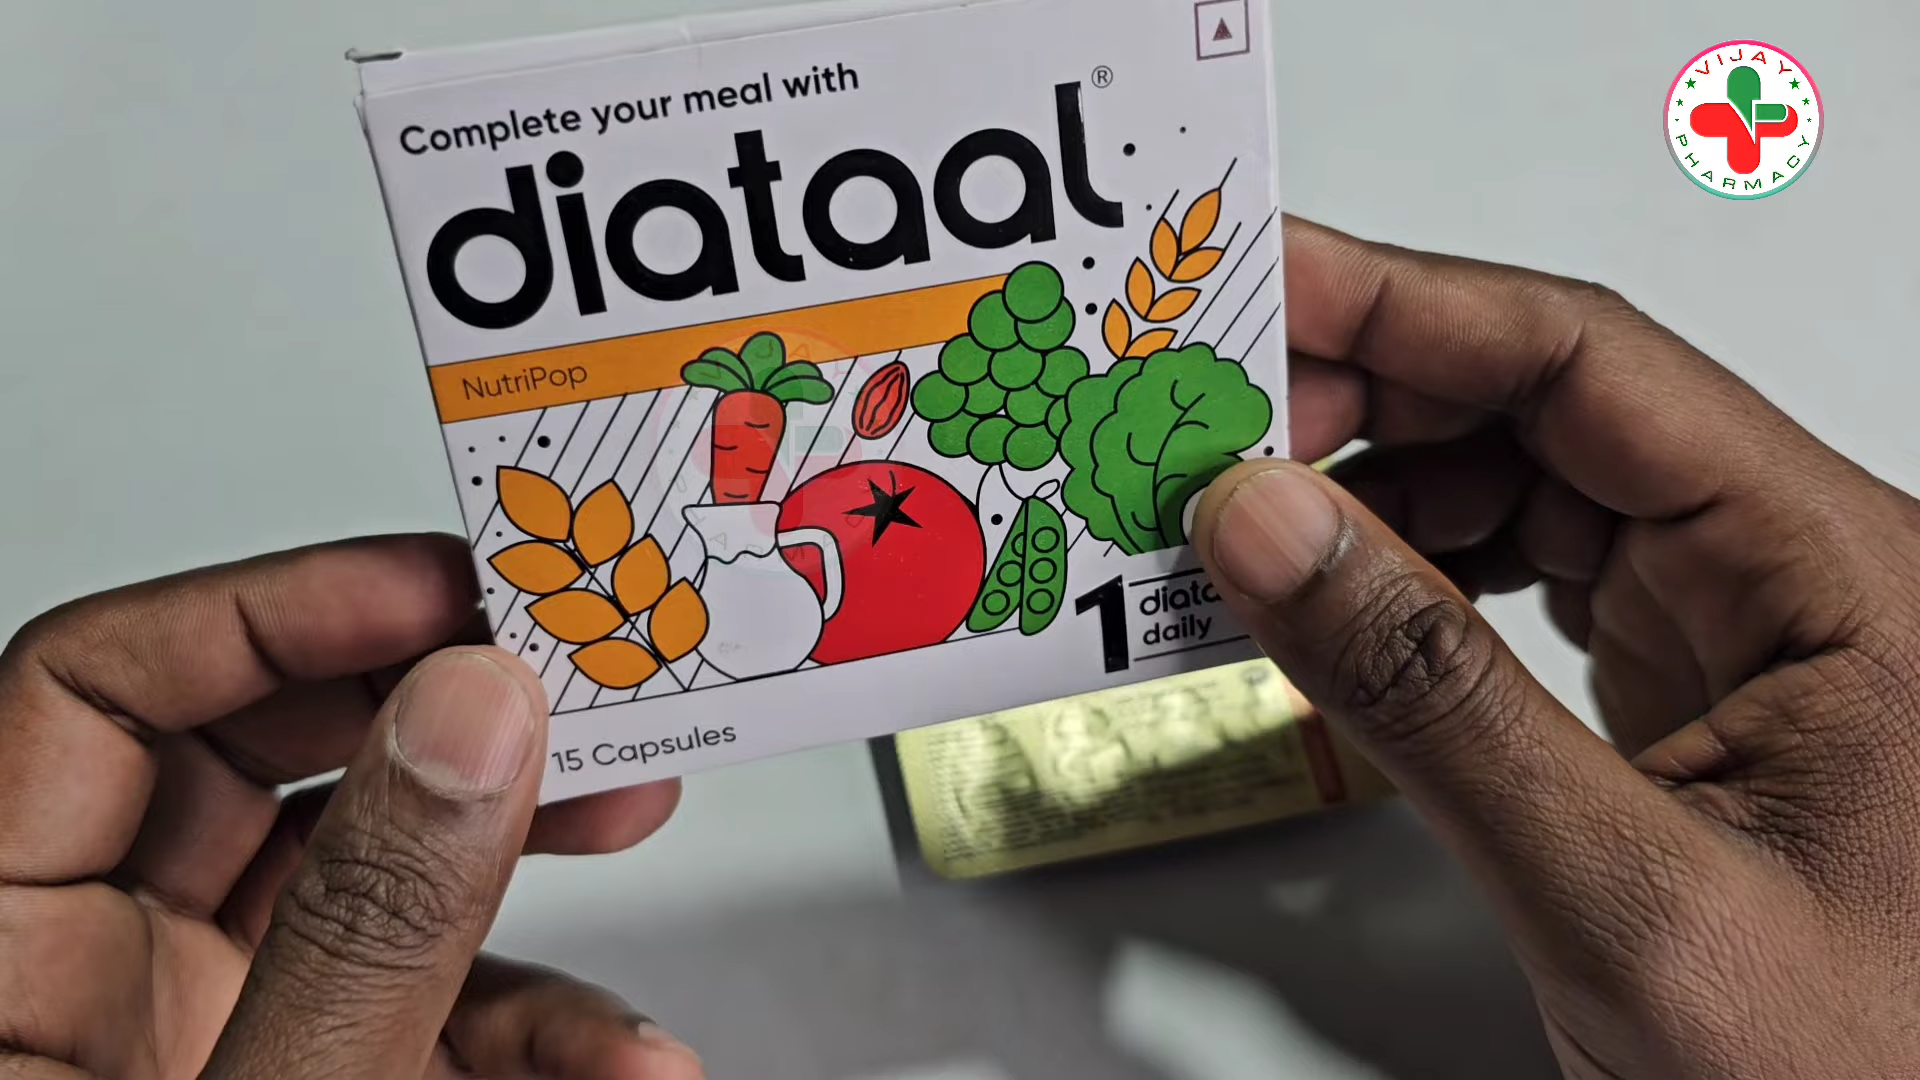 Complete your meal with
diataal®
NutriPop
1
daily
15 Capsules
VIJAY
PHARMACY